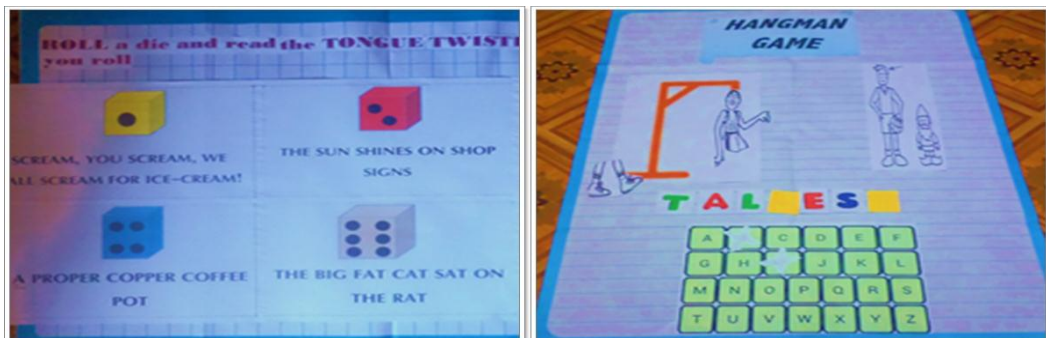 ROLL a die and read the TONGUE TWIST
you roll
SCREAM, YOU SCREAM, WE
ALL SCREAM FOR ICE-CREAM!
THE SUN SHINES ON SHOP
SIGNS
A PROPER COPPER COFFEE
POT
THE BIG FAT CAT SAT ON
THE RAT
HANGMAN
GAME
TAL ES
A C D E F
G H J K L
M N O P Q R S
T U V W X Y Z